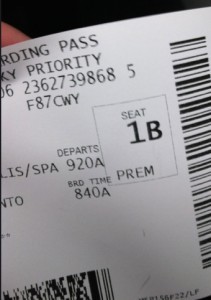 RDING PASS
KY PRIORITY
06 2362739868 5
F87CWY
SEAT
1B
DEPARTS
LIS/SPA 920A
BRD TIME PREM
NTO 840A